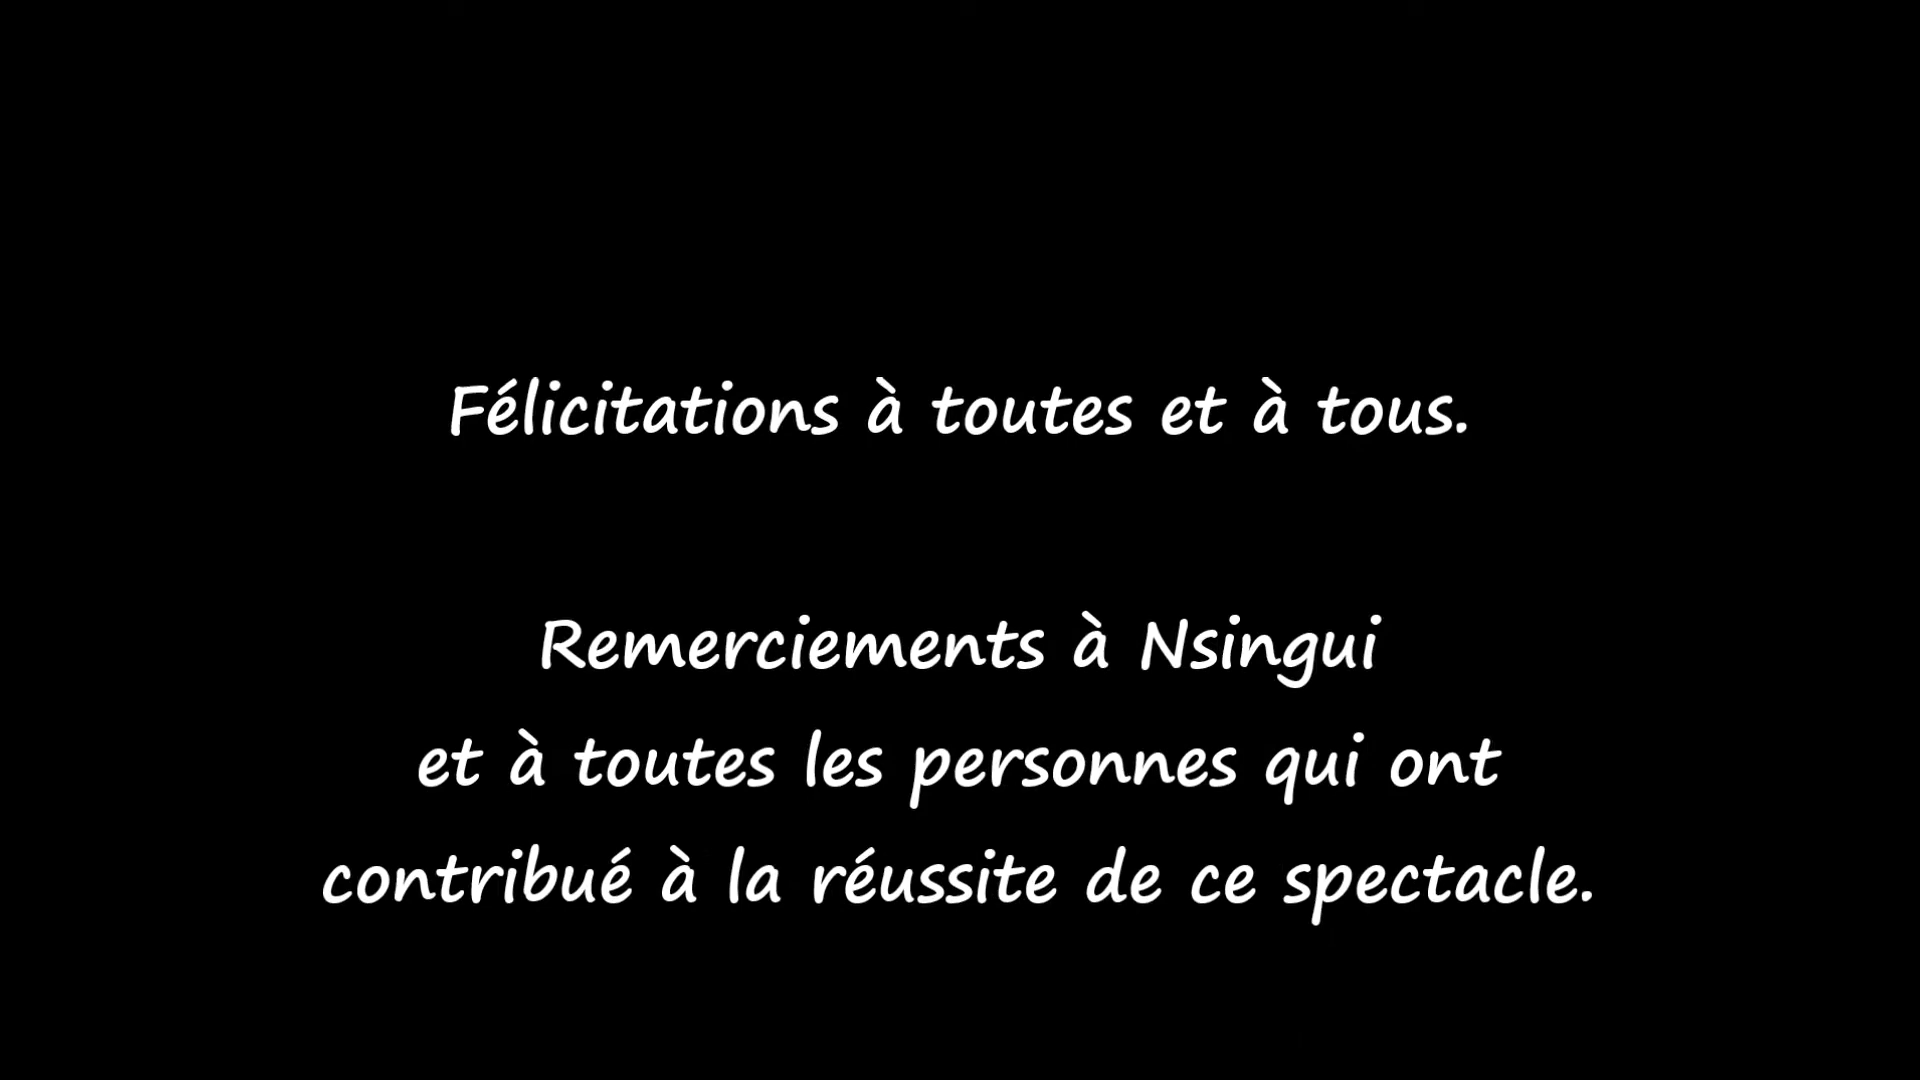 Félicitations à toutes et à tous.
Remerciements à Nsingui
et à toutes les personnes qui ont
contribué à la réussite de ce spectacle.